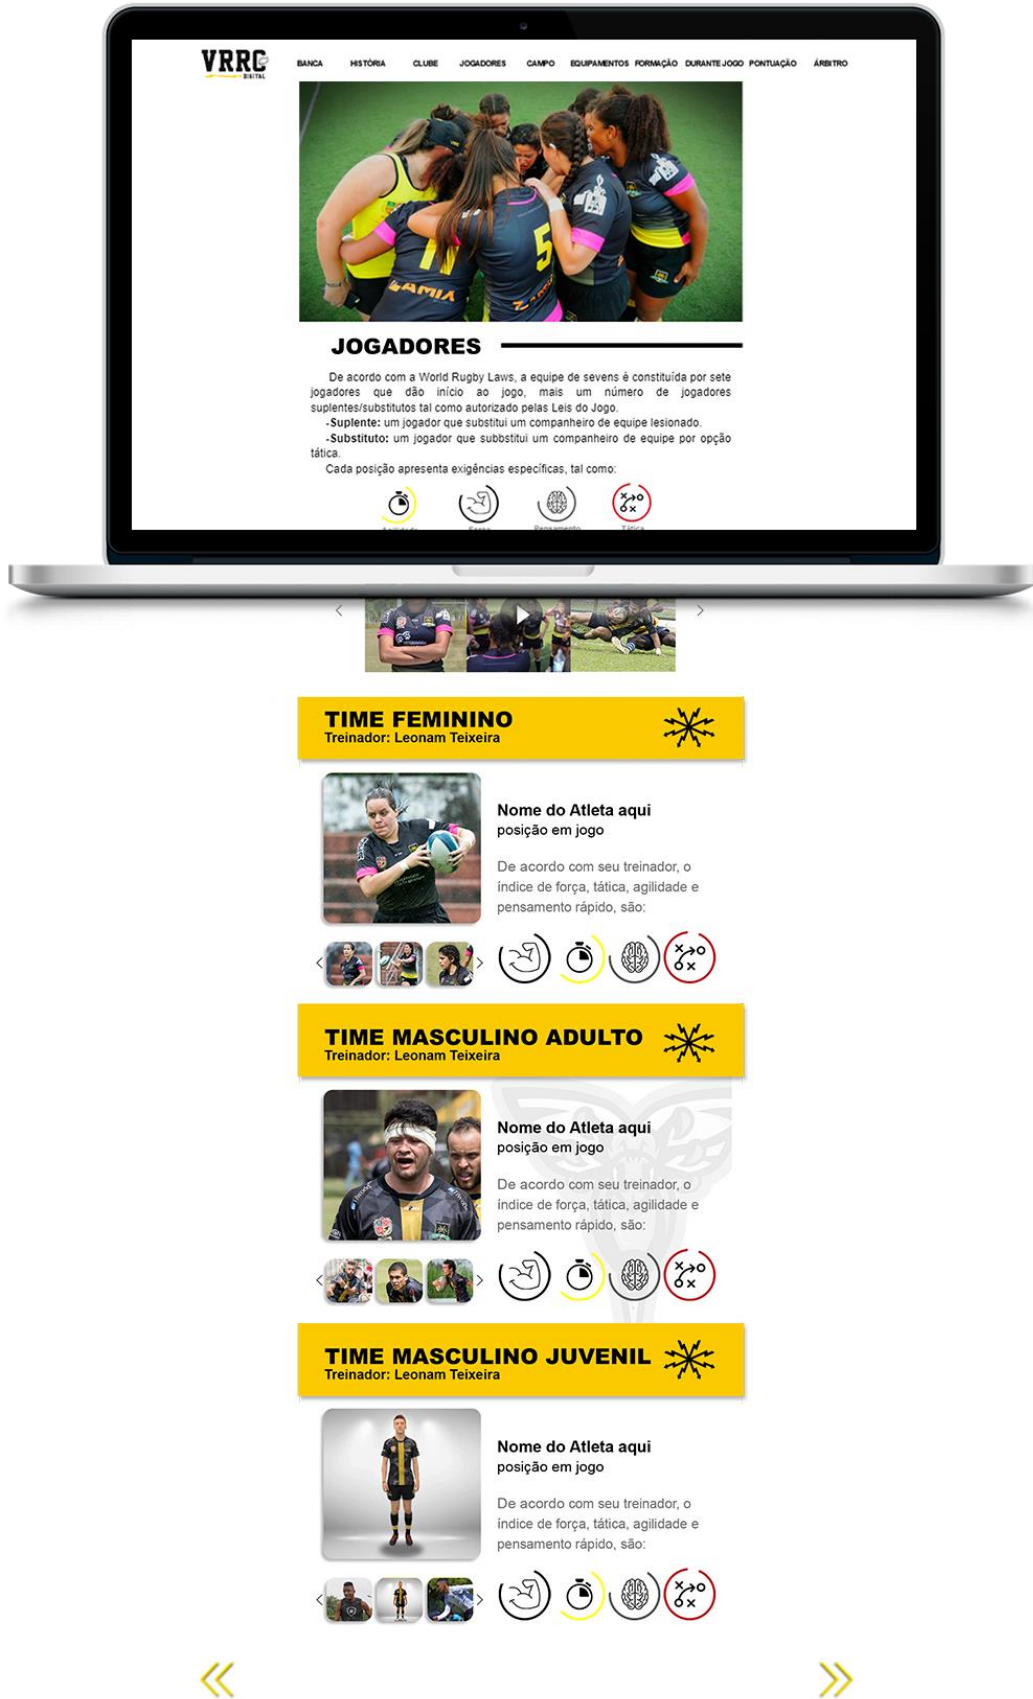 VRRC
DIGITAL
BANCA HISTÓRIA CLUBE JOGADORES CAMPO EQUIPAMENTOS FORMAÇÃO DURANTE JOGO PONTUAÇÃO ÁRBITRO
VRRC
5
ZAMIX
JOGADORES
De acordo com a World Rugby Laws, a equipe de sevens é constituída por sete
jogadores que dão início ao jogo, mais um número de jogadores
suplentes/substitutos tal como autorizado pelas Leis do Jogo.
-Suplente: um jogador que substitui um companheiro de equipe lesionado.
-Substituto: um jogador que subbstitui um companheiro de equipe por opção
tática.
Cada posição apresenta exigências específicas, tal como:
Agilidade Força Pensamento Tática
TIME FEMININO
Treinador: Leonam Teixeira
Nome do Atleta aqui
posição em jogo
De acordo com seu treinador, o
índice de força, tática, agilidade e
pensamento rápido, são:
TIME MASCULINO ADULTO
Treinador: Leonam Teixeira
Nome do Atleta aqui
posição em jogo
De acordo com seu treinador, o
índice de força, tática, agilidade e
pensamento rápido, são:
TIME MASCULINO JUVENIL
Treinador: Leonam Teixeira
Nome do Atleta aqui
posição em jogo
De acordo com seu treinador, o
índice de força, tática, agilidade e
pensamento rápido, são: